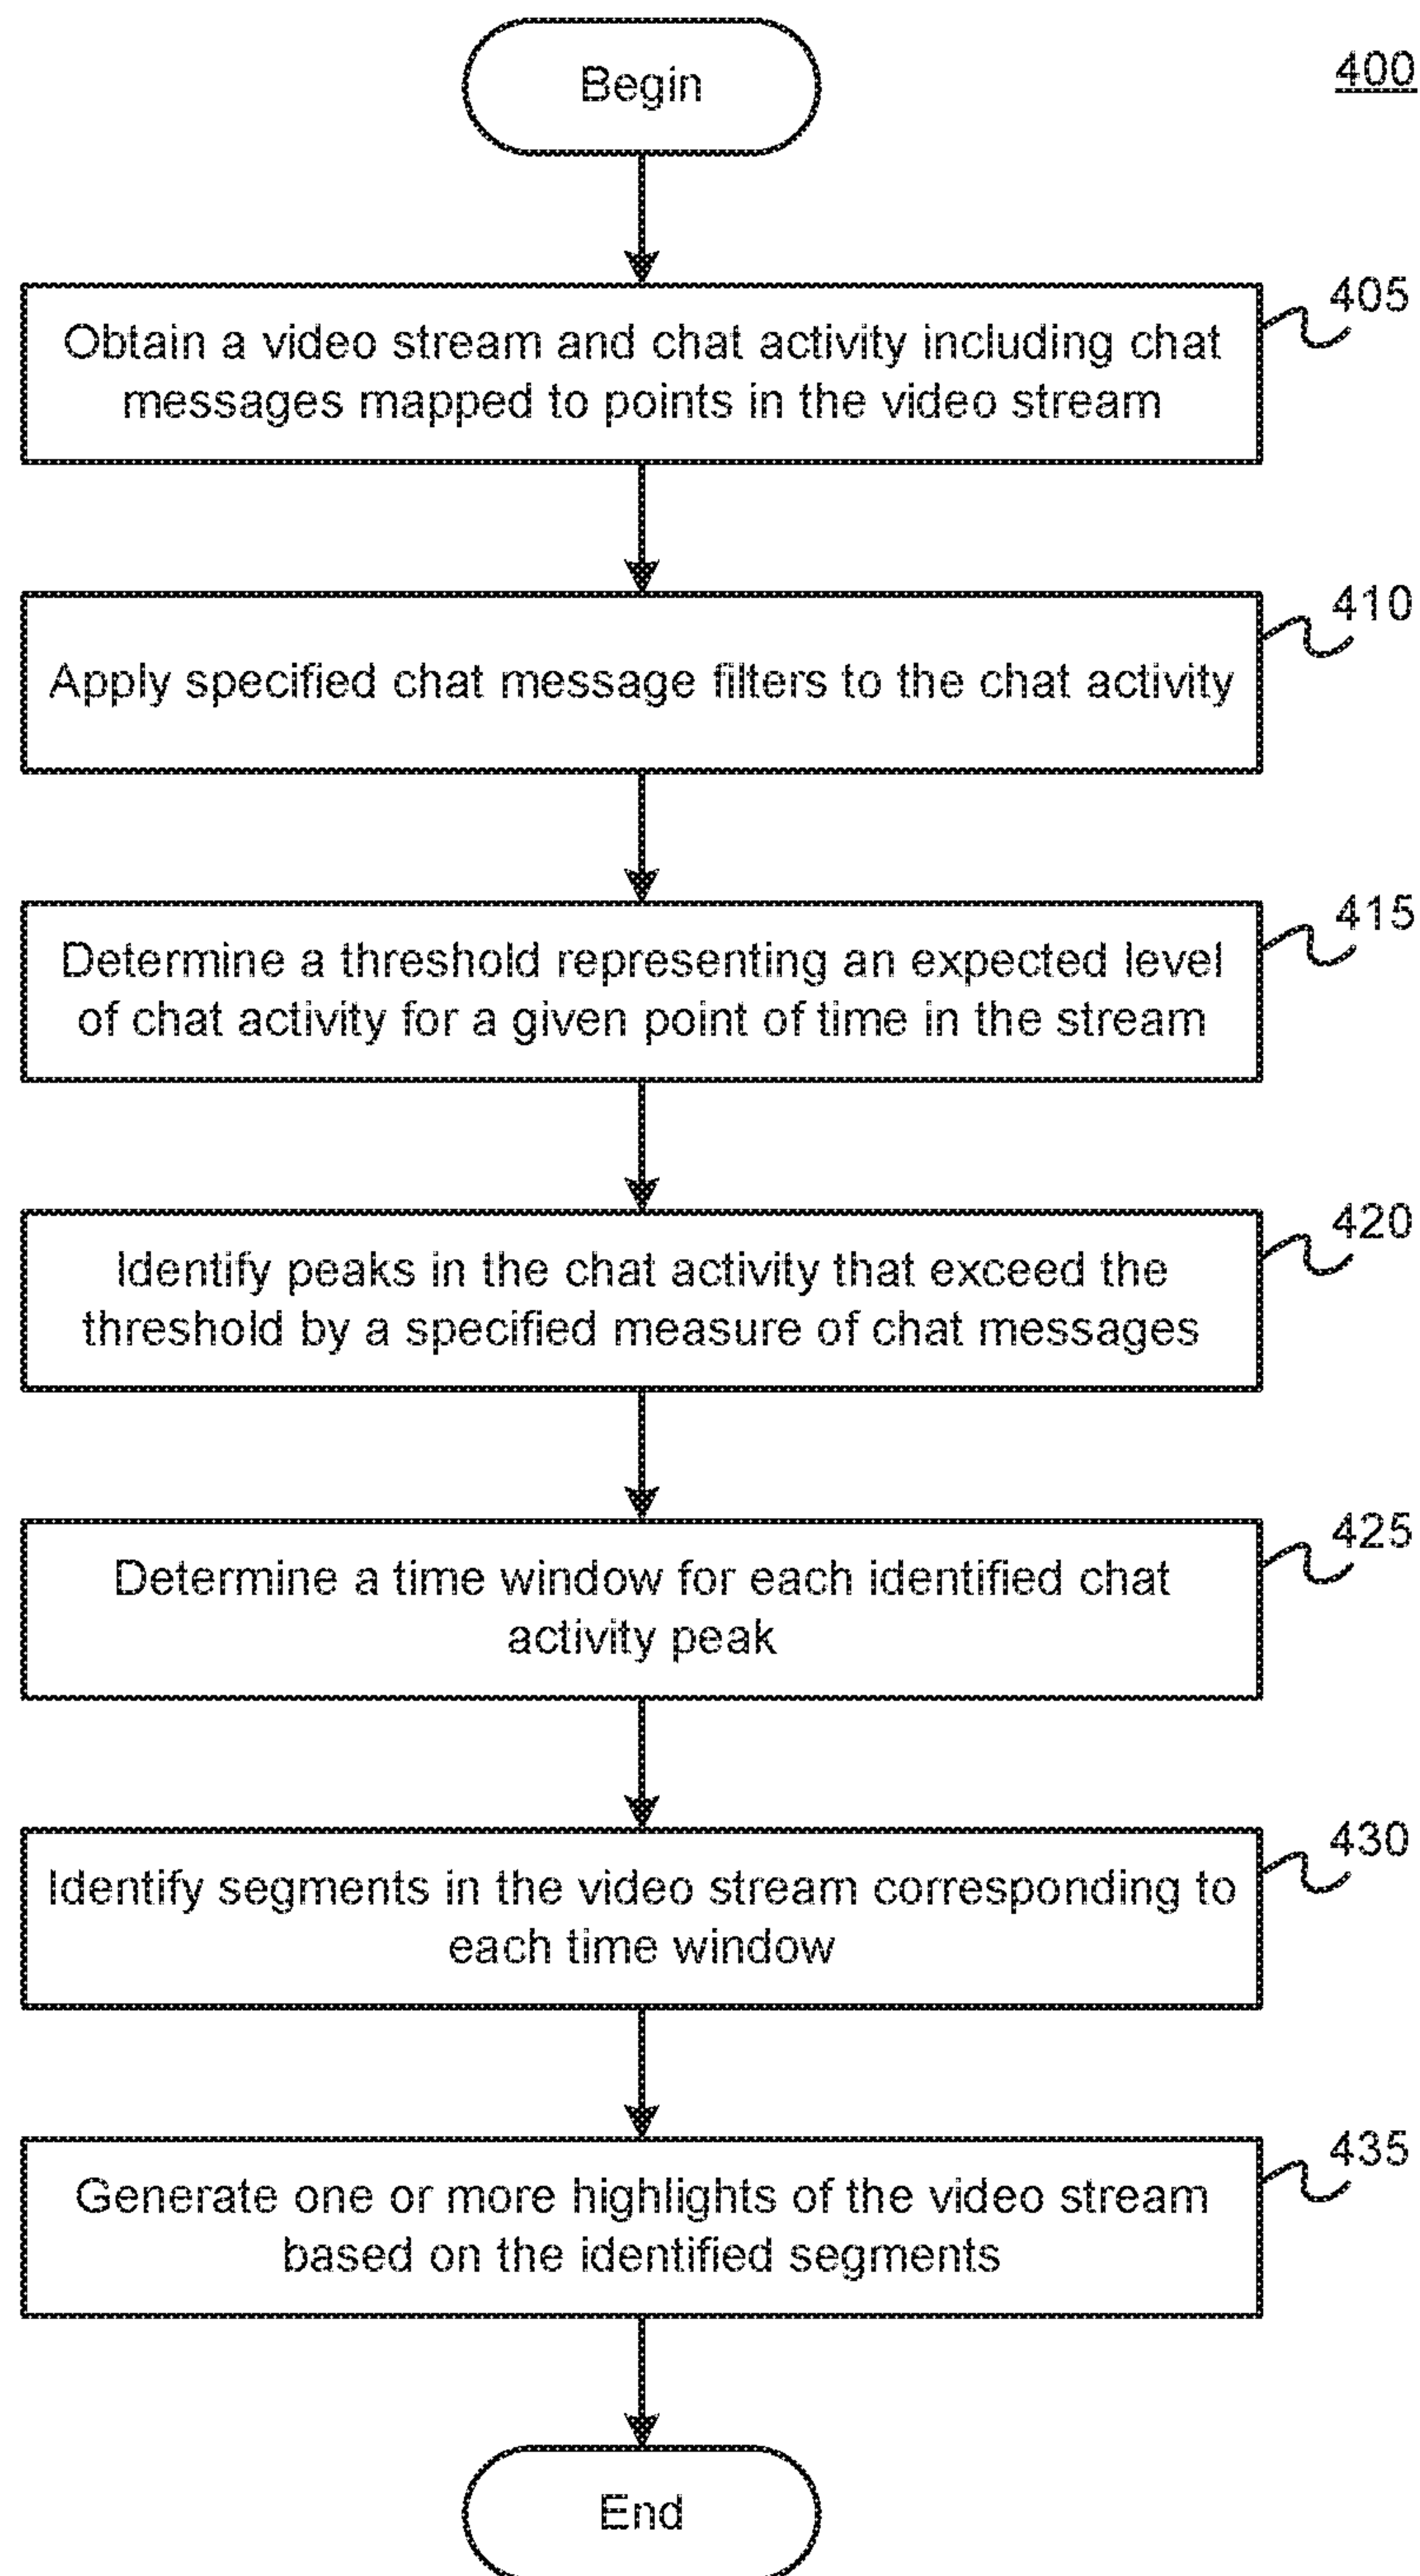 Begin
400
405
Obtain a video stream and chat activity including chat
messages mapped to points in the video stream
410
Apply specified chat message filters to the chat activity
415
Determine a threshold representing an expected level
of chat activity for a given point of time in the stream
420
Identify peaks in the chat activity that exceed the
threshold by a specified measure of chat messages
425
Determine a time window for each identified chat
activity peak
430
Identify segments in the video stream corresponding to
each time window
435
Generate one or more highlights of the video stream
based on the identified segments
End